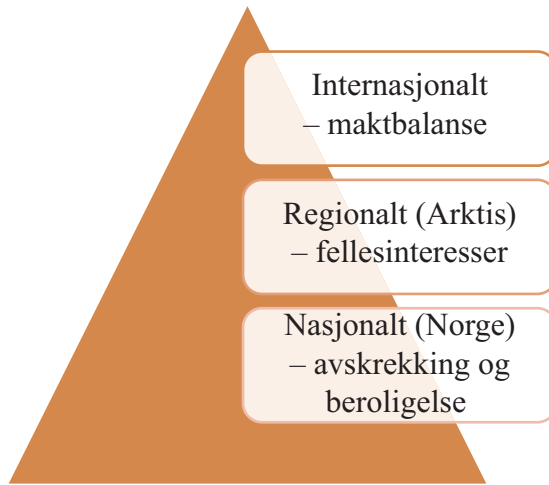 Internasjonalt
– maktbalanse
Regionalt (Arktis)
– fellesinteresser
Nasjonalt (Norge)
– avskrekking og
beroligelse